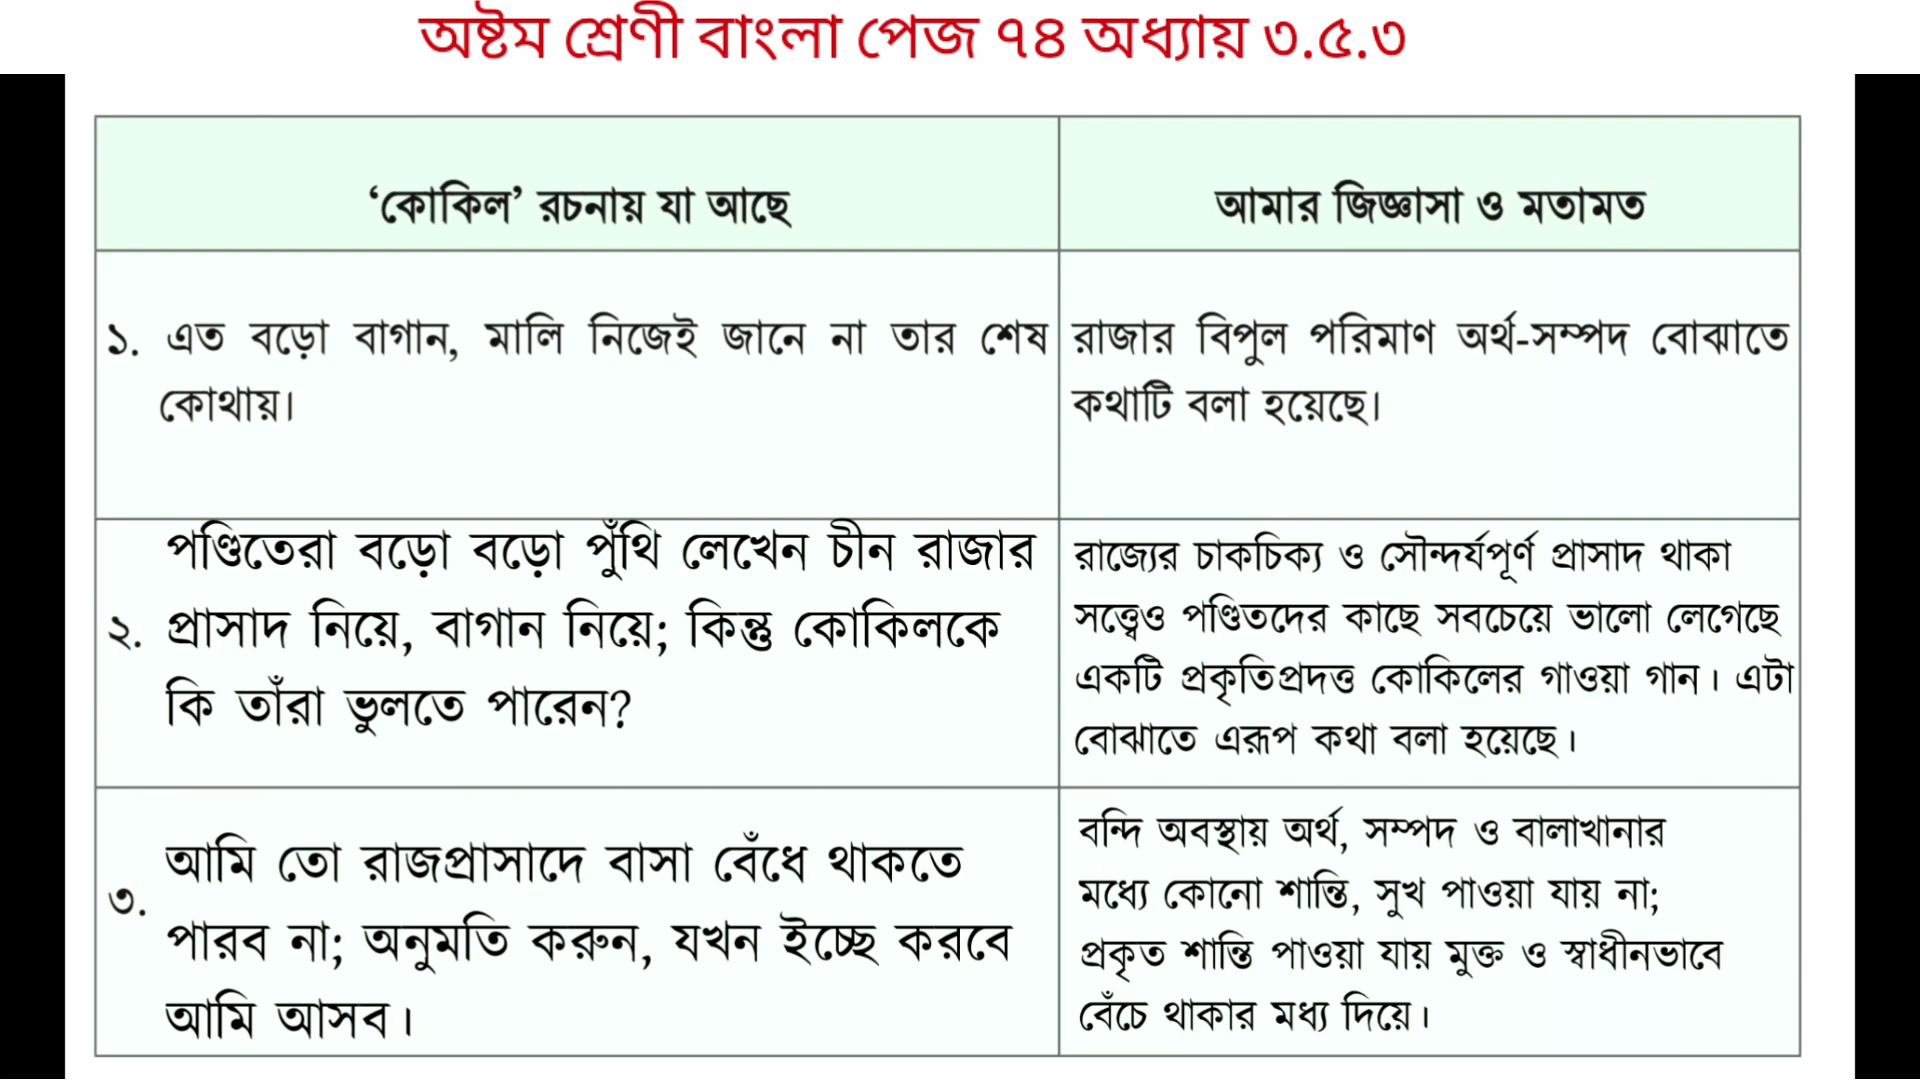 অষ্টম শ্রেণী বাংলা পেজ ৭৪ অধ্যায় ৩.৫.৩
‘কোকিল’ রচনায় যা আছে
আমার জিজ্ঞাসা ও মতামত
১. এত বড়ো বাগান, মালি নিজেই জানে না তার শেষ
কোথায়।
রাজার বিপুল পরিমাণ অর্থ-সম্পদ বোঝাতে
কথাটি বলা হয়েছে।
পণ্ডিতেরা বড়ো বড়ো পুঁথি লেখেন চীন রাজার
২. প্রাসাদ নিয়ে, বাগান নিয়ে; কিন্তু কোকিলকে
কি তাঁরা ভুলতে পারেন?
রাজ্যের চাকচিক্য ও সৌন্দর্যপূর্ণ প্রাসাদ থাকা
সত্ত্বেও পণ্ডিতদের কাছে সবচেয়ে ভালো লেগেছে
একটি প্রকৃতিপ্রদত্ত কোকিলের গাওয়া গান। এটা
বোঝাতে এরূপ কথা বলা হয়েছে।
৩. আমি তো রাজপ্রাসাদে বাসা বেঁধে থাকতে
পারব না; অনুমতি করুন, যখন ইচ্ছে করবে
আমি আসব।
বন্দি অবস্থায় অর্থ, সম্পদ ও বালাখানার
মধ্যে কোনো শান্তি, সুখ পাওয়া যায় না;
প্রকৃত শান্তি পাওয়া যায় মুক্ত ও স্বাধীনভাবে
বেঁচে থাকার মধ্য দিয়ে।